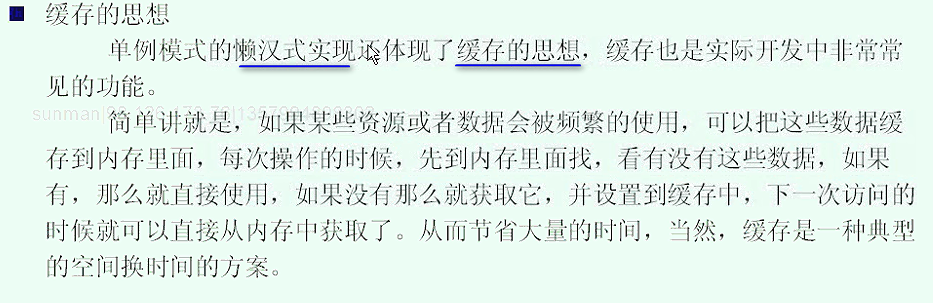 缓存的思想
单例模式的懒汉式实现还体现了缓存的思想，缓存也是实际开发中非常常
见的功能。
简单讲就是，如果某些资源或者数据会被频繁的使用，可以把这些数据缓
存到内存里面，每次操作的时候，先到内存里面找，看有没有这些数据，如果
有，那么就直接使用，如果没有那么就获取它，并设置到缓存中，下一次访问的
时候就可以直接从内存中获取了。从而节省大量的时间，当然，缓存是一种典型
的空间换时间的方案。